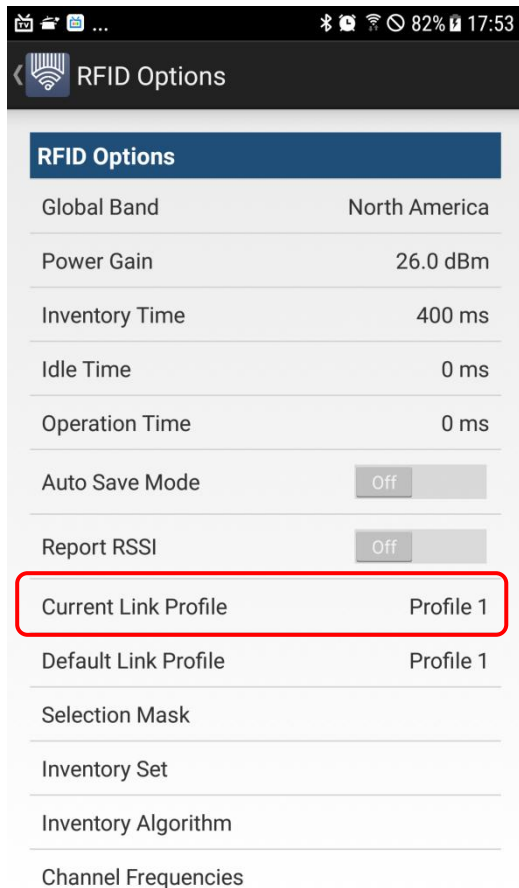 ... 82% 17:53
RFID Options
RFID Options
Global Band North America
Power Gain 26.0 dBm
Inventory Time 400 ms
Idle Time 0 ms
Operation Time 0 ms
Auto Save Mode Off
Report RSSI Off
Current Link Profile Profile 1
Default Link Profile Profile 1
Selection Mask
Inventory Set
Inventory Algorithm
Channel Frequencies